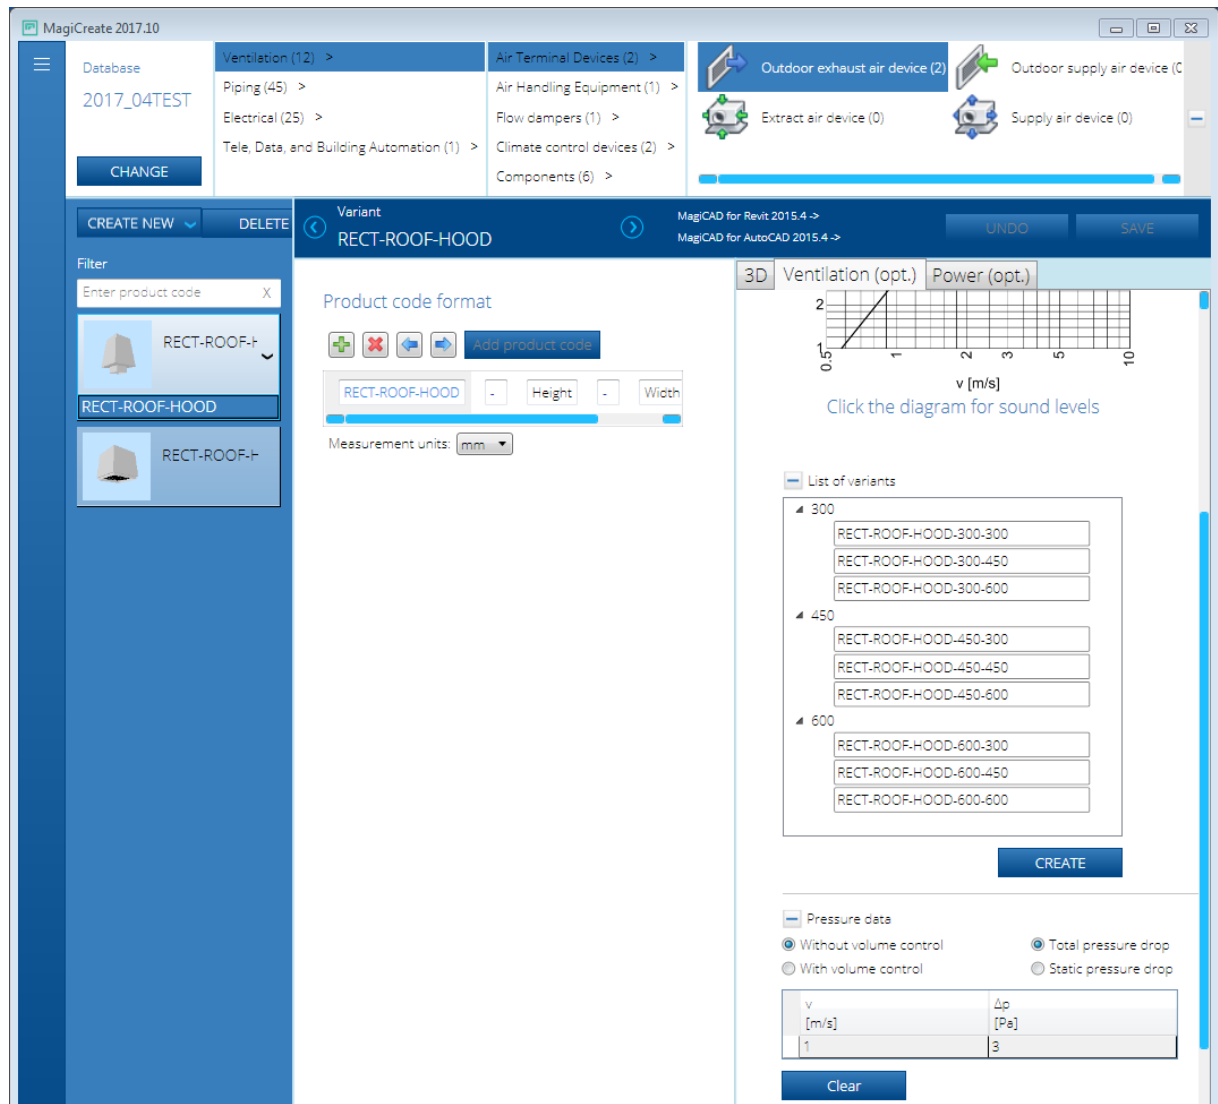 MagiCreate 2017.10
Database
2017_04TEST
CHANGE
Ventilation (12) >
Piping (45) >
Electrical (25) >
Tele, Data, and Building Automation (1) >
Air Terminal Devices (2) >
Air Handling Equipment (1) >
Flow dampers (1) >
Climate control devices (2) >
Components (6) >
Outdoor exhaust air device (2)
Outdoor supply air device (0
Extract air device (0)
Supply air device (0)
CREATE NEW
DELETE
Filter
Enter product code X
RECT-ROOF-H
RECT-ROOF-HOOD
RECT-ROOF-H
Variant
RECT-ROOF-HOOD
MagiCAD for Revit 2015.4 ->
MagiCAD for AutoCAD 2015.4 ->
UNDO
SAVE
Product code format
Add product code
RECT-ROOF-HOOD - Height - Width
Measurement units: mm
3D Ventilation (opt.) Power (opt.)
2
1
0.5 1 2 3 5 10
v [m/s]
Click the diagram for sound levels
List of variants
300
RECT-ROOF-HOOD-300-300
RECT-ROOF-HOOD-300-450
RECT-ROOF-HOOD-300-600
450
RECT-ROOF-HOOD-450-300
RECT-ROOF-HOOD-450-450
RECT-ROOF-HOOD-450-600
600
RECT-ROOF-HOOD-600-300
RECT-ROOF-HOOD-600-450
RECT-ROOF-HOOD-600-600
CREATE
Pressure data
Without volume control
Total pressure drop
With volume control
Static pressure drop
v Δp
[m/s] [Pa]
1 3
Clear